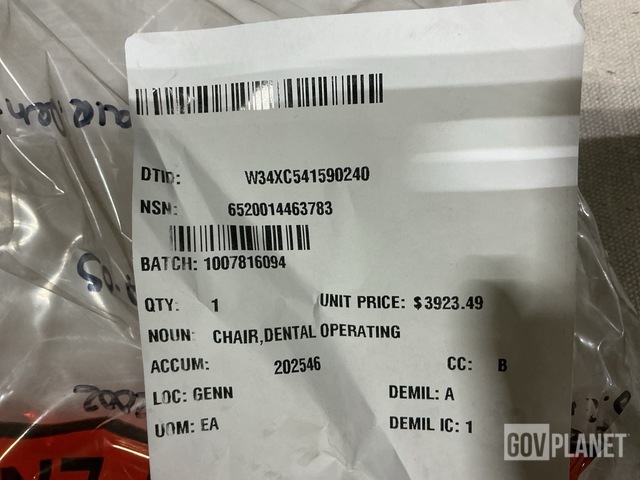 DTID: W34XC541590240
NSN: 6520014463783
BATCH: 1007816094
QTY: 1 UNIT PRICE: $3923.49
NOUN: CHAIR,DENTAL OPERATING
ACCUM: 202546 CC: B
LOC: GENN DEMIL: A
UOM: EA DEMIL IC: 1
GOVPLANET